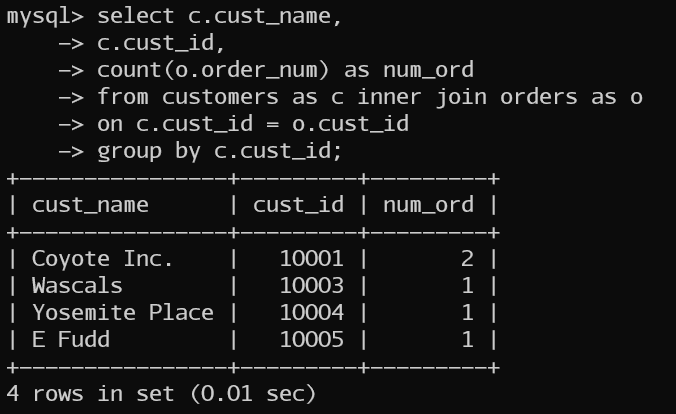 mysql> select c.cust_name,
    -> c.cust_id,
    -> count(o.order_num) as num_ord
    -> from customers as c inner join orders as o
    -> on c.cust_id = o.cust_id
    -> group by c.cust_id;
+----------------+---------+---------+
| cust_name      | cust_id | num_ord |
+----------------+---------+---------+
| Coyote Inc.    |   10001 |       2 |
| Wascals        |   10003 |       1 |
| Yosemite Place |   10004 |       1 |
| E Fudd         |   10005 |       1 |
+----------------+---------+---------+
4 rows in set (0.01 sec)